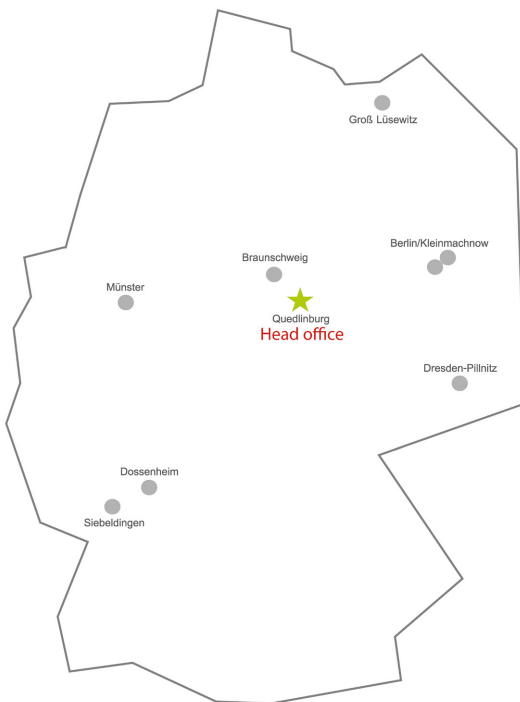 Groß Lüsewitz
Berlin/Kleinmachnow
Braunschweig
Münster
Quedlinburg
Head office
Dresden-Pillnitz
Dossenheim
Siebeldingen